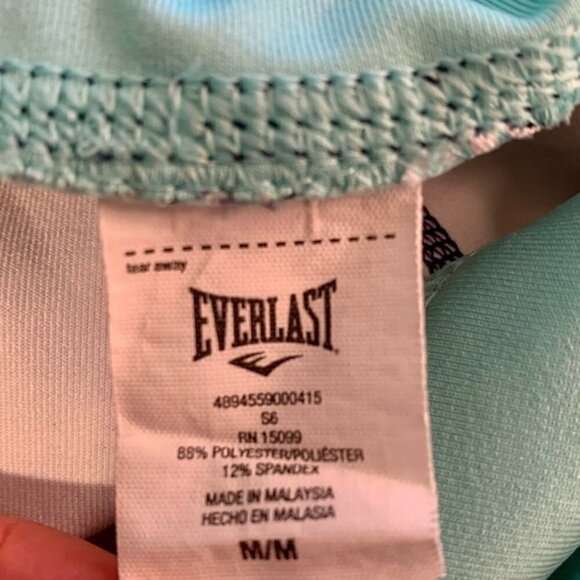 tear away
EVERLAST
4894559000415
S6
RN 15099
88% POLYESTER/POLIÉSTER
12% SPANDEX
MADE IN MALAYSIA
HECHO EN MALASIA
M/M